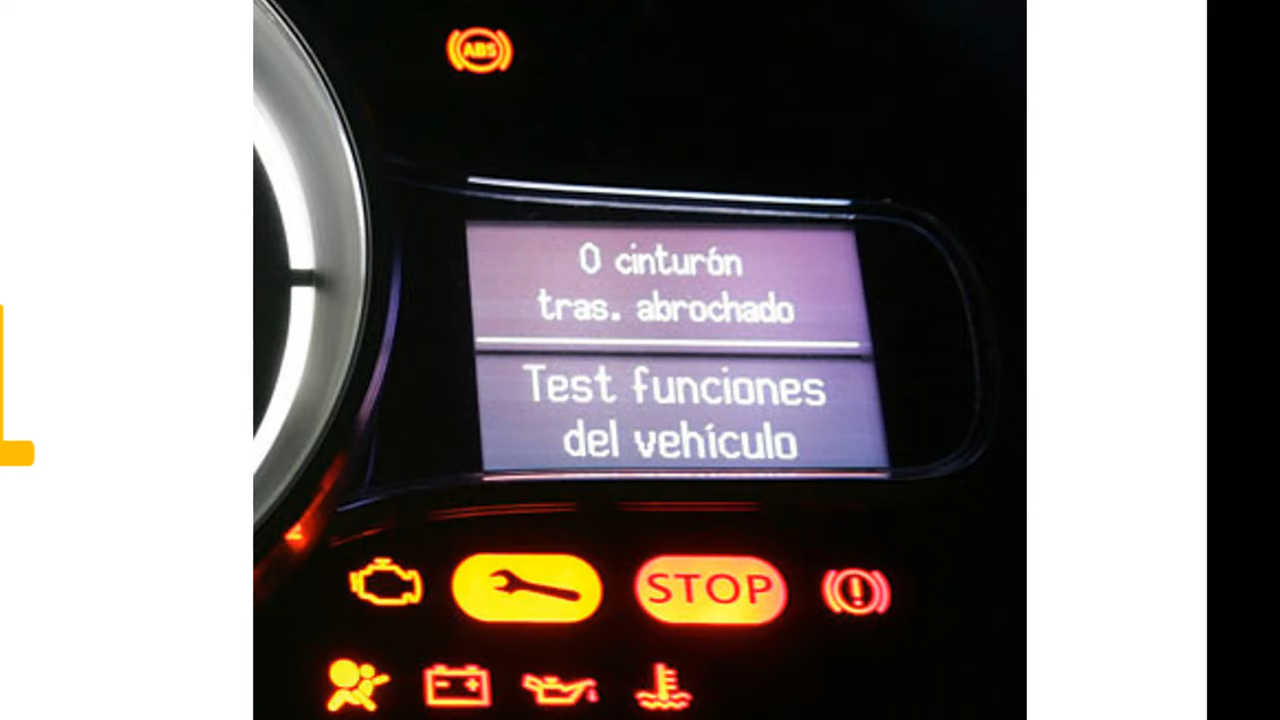 ABS
0 cinturón
tras. abrochado
Test funciones
del vehículo
STOP